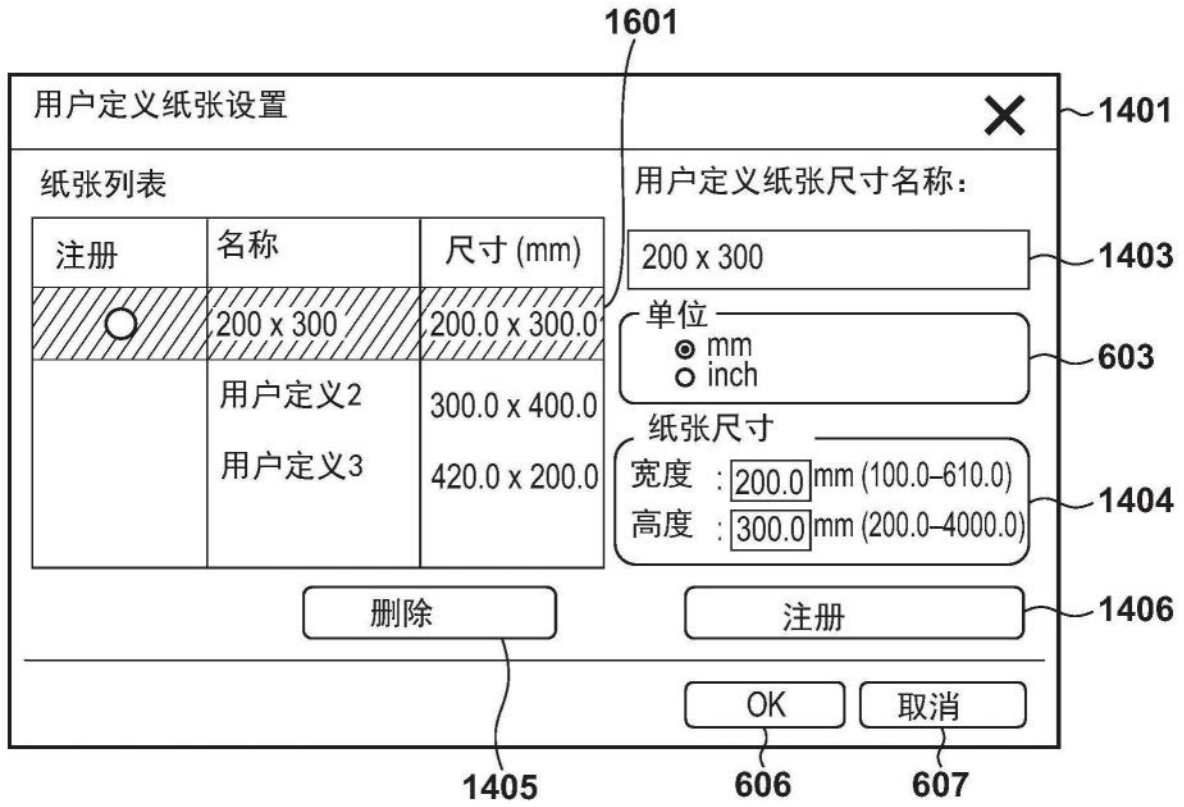 1601
用户定义纸张设置
1401
纸张列表
注册 名称 尺寸 (mm)
200 x 300 200.0 x 300.0
用户定义2 300.0 x 400.0
用户定义3 420.0 x 200.0
用户定义纸张尺寸名称:
200 x 300
1403
单位
mm
inch
603
纸张尺寸
宽度 : 200.0 mm (100.0–610.0)
高度 : 300.0 mm (200.0–4000.0)
1404
删除
注册
1406
OK
取消
1405
606
607